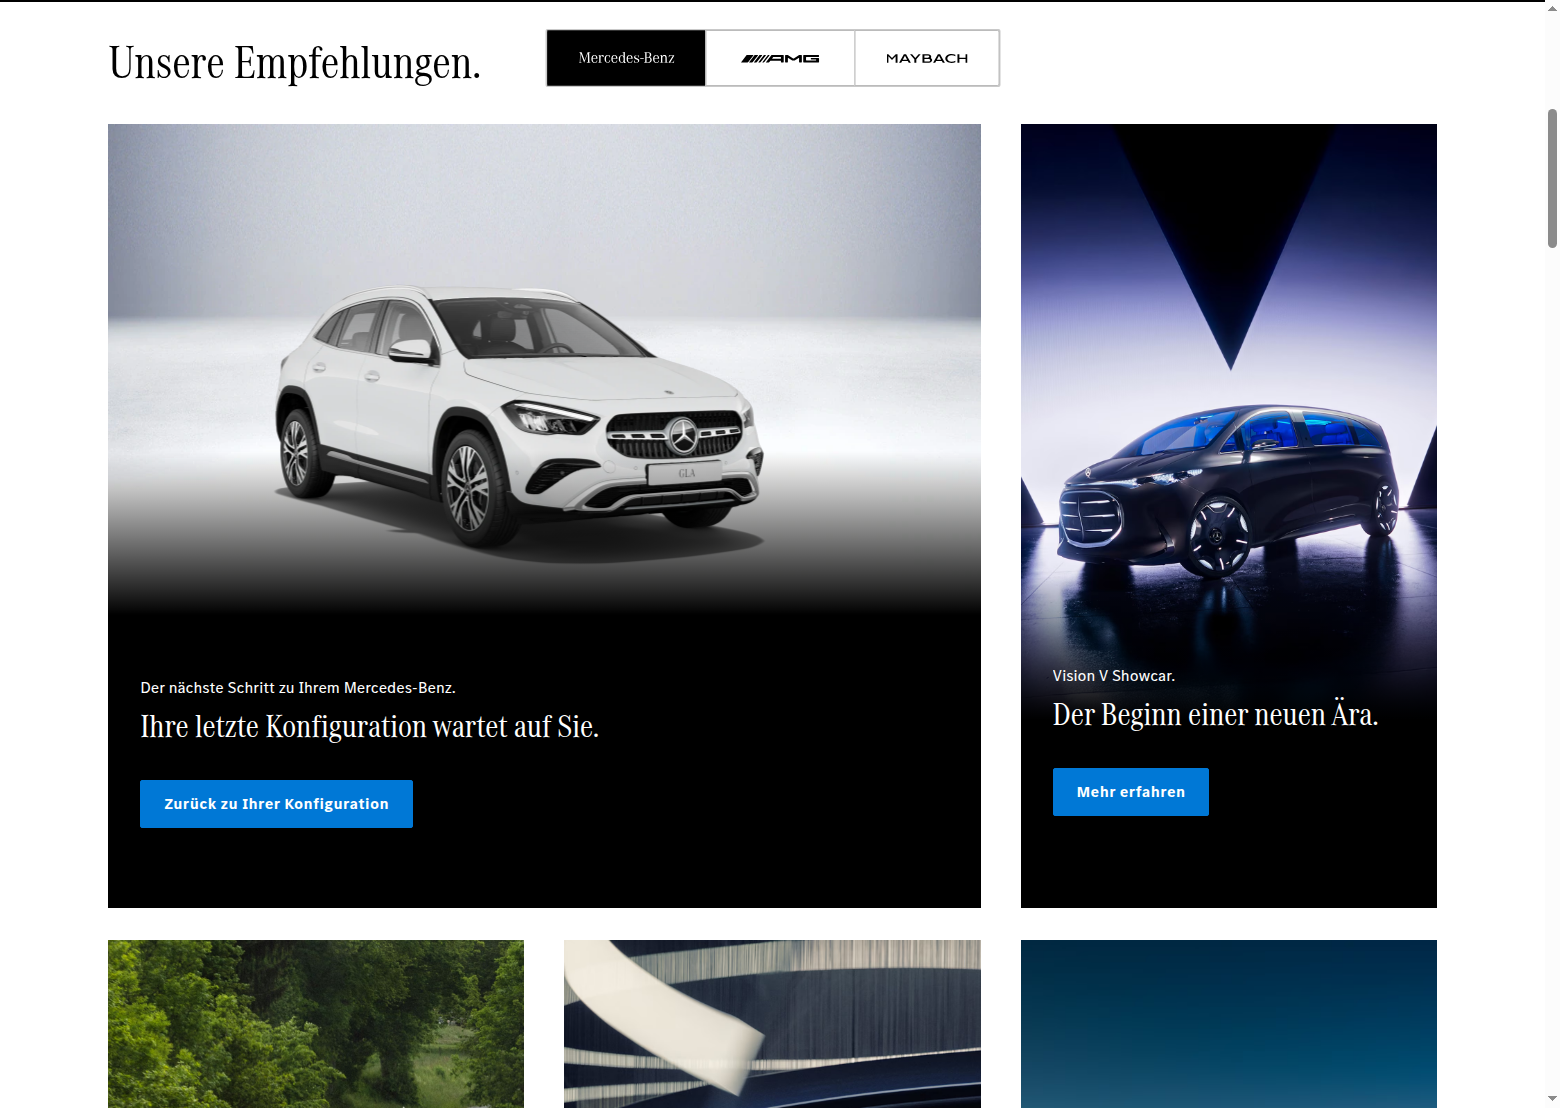 Unsere Empfehlungen.
Mercedes-Benz
AMG
MAYBACH
GLA
Der nächste Schritt zu Ihrem Mercedes-Benz.
Ihre letzte Konfiguration wartet auf Sie.
Zurück zu Ihrer Konfiguration
Vision V Showcar.
Der Beginn einer neuen Ära.
Mehr erfahren